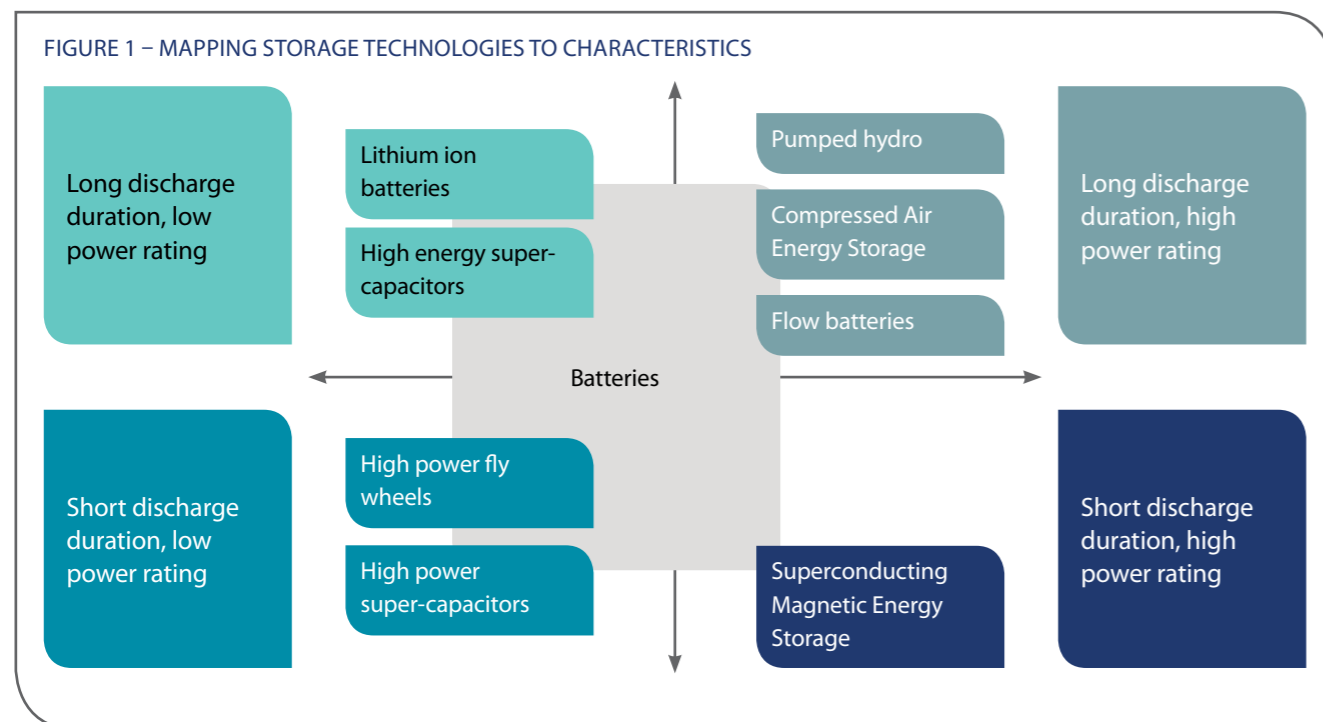 FIGURE 1 – MAPPING STORAGE TECHNOLOGIES TO CHARACTERISTICS
Long discharge
duration, low
power rating
Lithium ion
batteries
High energy super-
capacitors
Pumped hydro
Compressed Air
Energy Storage
Flow batteries
Long discharge
duration, high
power rating
Batteries
Short discharge
duration, low
power rating
High power fly
wheels
High power
super-capacitors
Superconducting
Magnetic Energy
Storage
Short discharge
duration, high
power rating